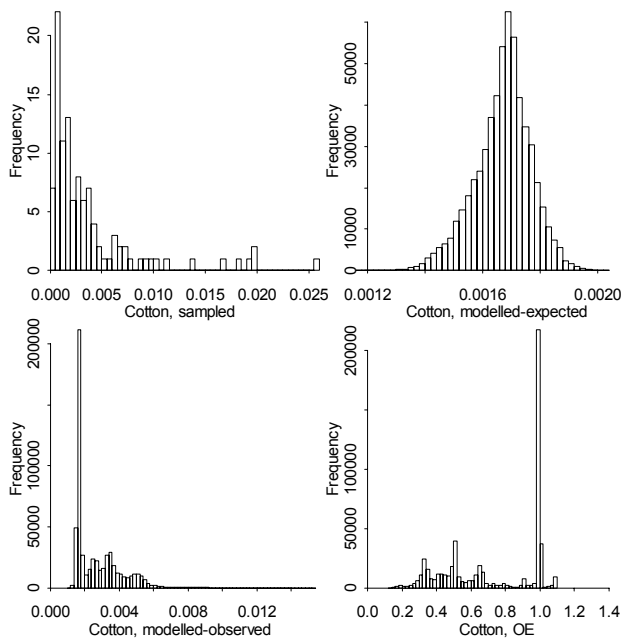 Frequency
0 5 10 15 20
0.000 0.005 0.010 0.015 0.020 0.025
Cotton, sampled
Frequency
0 10000 30000 50000
0.0012 0.0016 0.0020
Cotton, modelled-expected
Frequency
0 50000 100000 200000
0.000 0.004 0.008 0.012
Cotton, modelled-observed
Frequency
0 50000 100000 200000
0.0 0.2 0.4 0.6 0.8 1.0 1.2 1.4
Cotton, OE